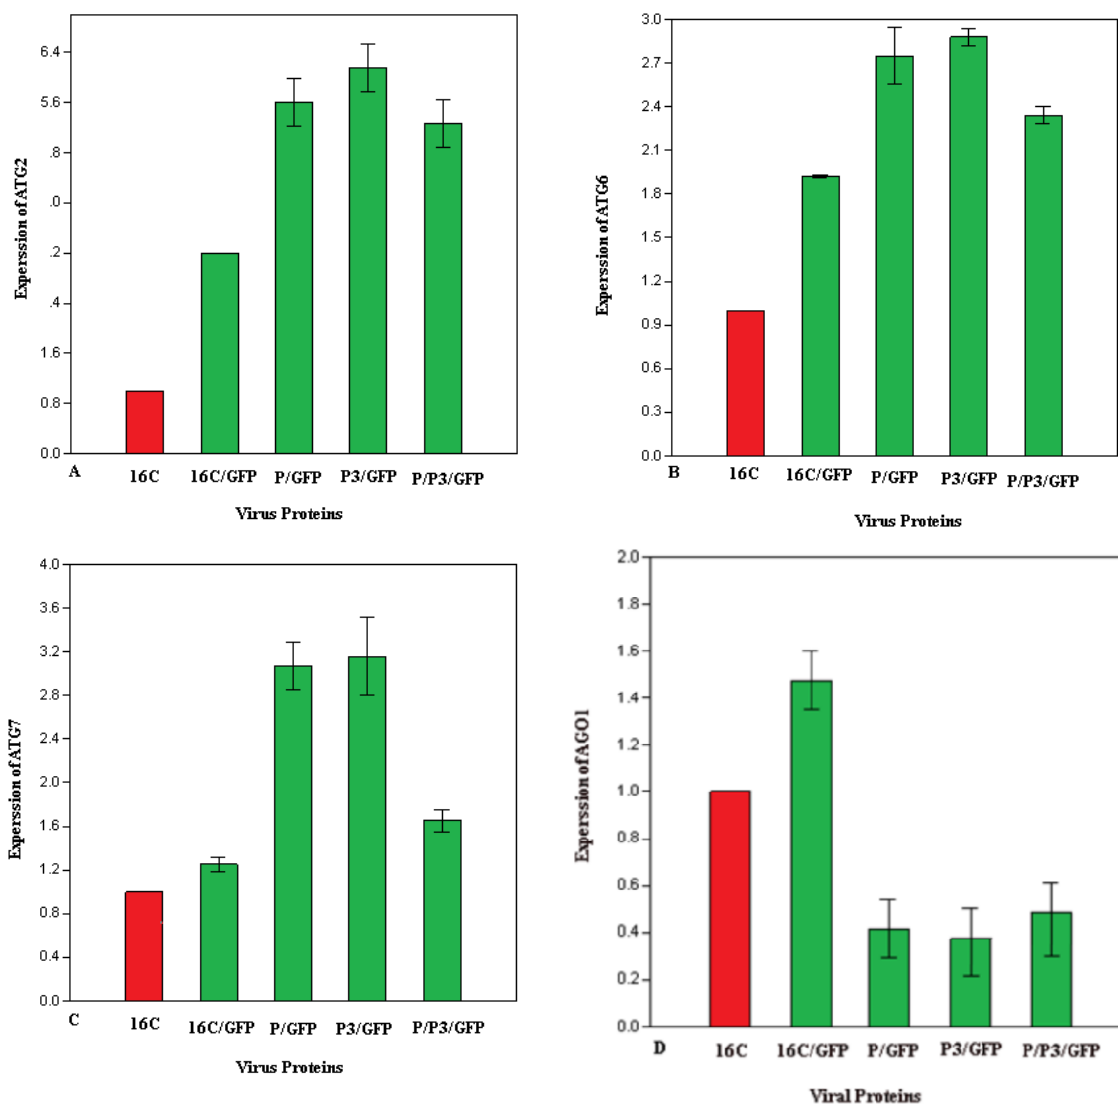 Experssion of ATG2
6.4
5.6
.8
.0
.2
.4
1.6
0.8
0.0
A
16C 16C/GFP P/GFP P3/GFP P/P3/GFP
Virus Proteins
Experssion of ATG6
3.0
2.7
2.4
2.1
1.8
1.5
1.2
0.9
0.6
0.3
0.0
B
16C 16C/GFP P/GFP P3/GFP P/P3/GFP
Virus Proteins
Experssion of ATG7
4.0
3.6
3.2
2.8
2.4
2.0
1.6
1.2
0.8
0.4
0.0
C
16C 16C/GFP P/GFP P3/GFP P/P3/GFP
Virus Proteins
Experssion of AGO1
2.0
1.8
1.6
1.4
1.2
1.0
0.8
0.6
0.4
0.2
0.0
D
16C 16C/GFP P/GFP P3/GFP P/P3/GFP
Viral Proteins